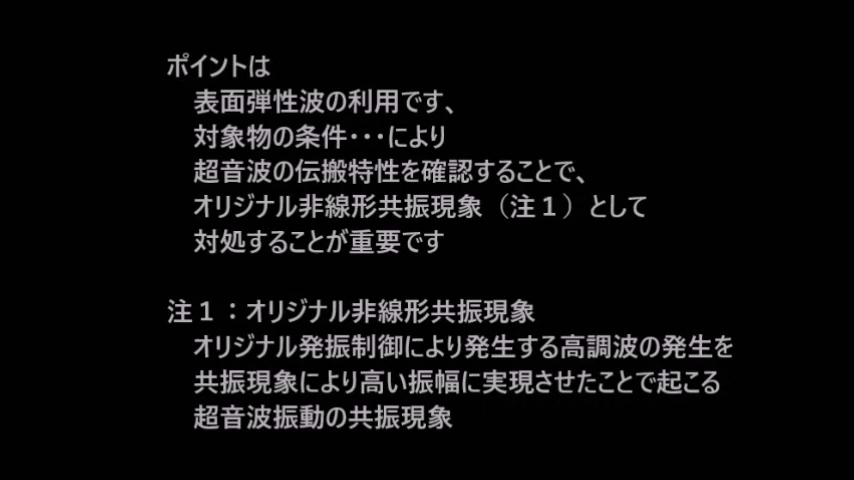 ポイントは
表面弾性波の利用です、
対象物の条件・・・により
超音波の伝搬特性を確認することで、
オリジナル非線形共振現象（注１）として
対処することが重要です
注１：オリジナル非線形共振現象
オリジナル発振制御により発生する高調波の発生を
共振現象により高い振幅に実現させたことで起こる
超音波振動の共振現象